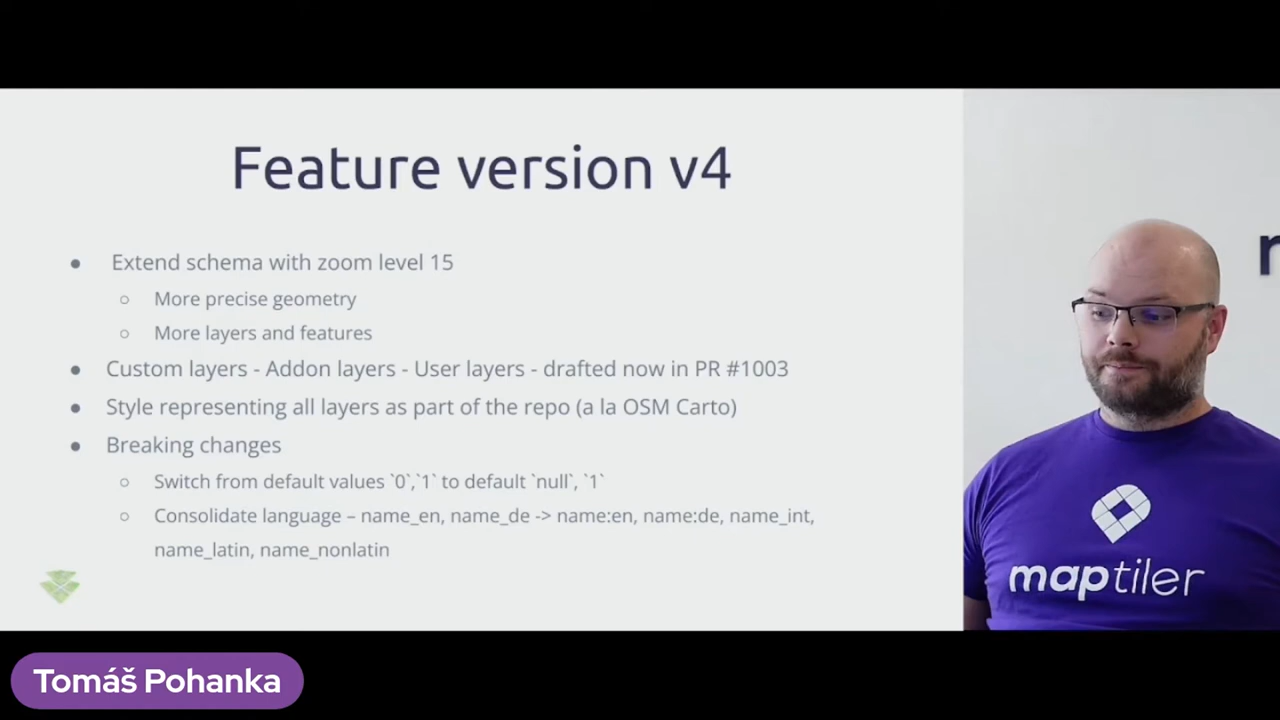 Feature version v4
Extend schema with zoom level 15
More precise geometry
More layers and features
Custom layers - Addon layers - User layers - drafted now in PR #1003
Style representing all layers as part of the repo (a la OSM Carto)
Breaking changes
Switch from default values `0`,`1` to default `null`, `1`
Consolidate language – name_en, name_de -> name:en, name:de, name_int,
name_latin, name_nonlatin
maptiler
Tomáš Pohanka